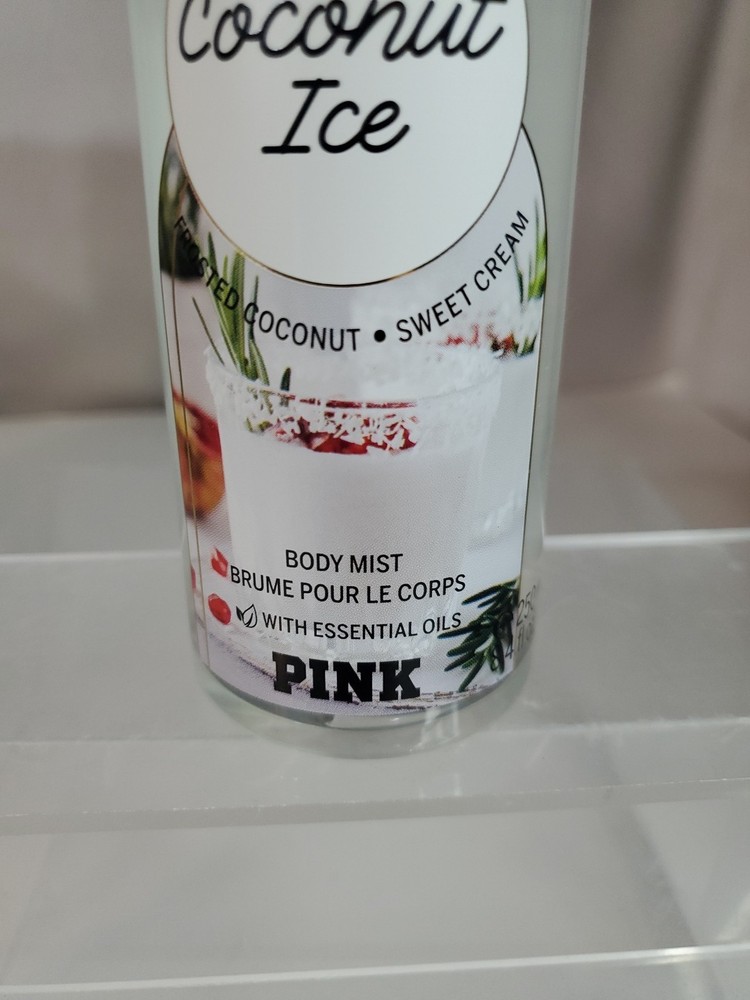 Coconut
Ice
FROSTED COCONUT • SWEET CREAM
BODY MIST
BRUME POUR LE CORPS
WITH ESSENTIAL OILS
PINK